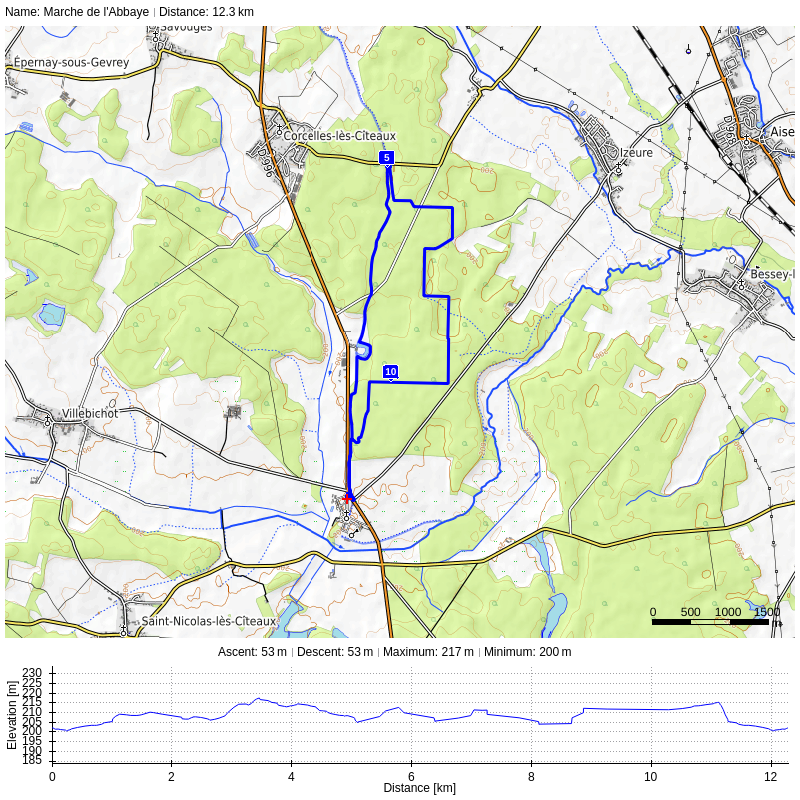 Name: Marche de l'Abbaye | Distance: 12.3 km
Savouges
Épernay-sous-Gevrey
Corcelles-lès-Cîteaux
D996
D968
Aise
Izeure
5
200
Bessey-l
10
Villebichot
Saint-Nicolas-lès-Cîteaux
0 500 1000 1500 m
Ascent: 53 m | Descent: 53 m | Maximum: 217 m | Minimum: 200 m
Elevation [m]
230
225
220
215
210
205
200
195
190
185
0 2 4 6 8 10 12
Distance [km]